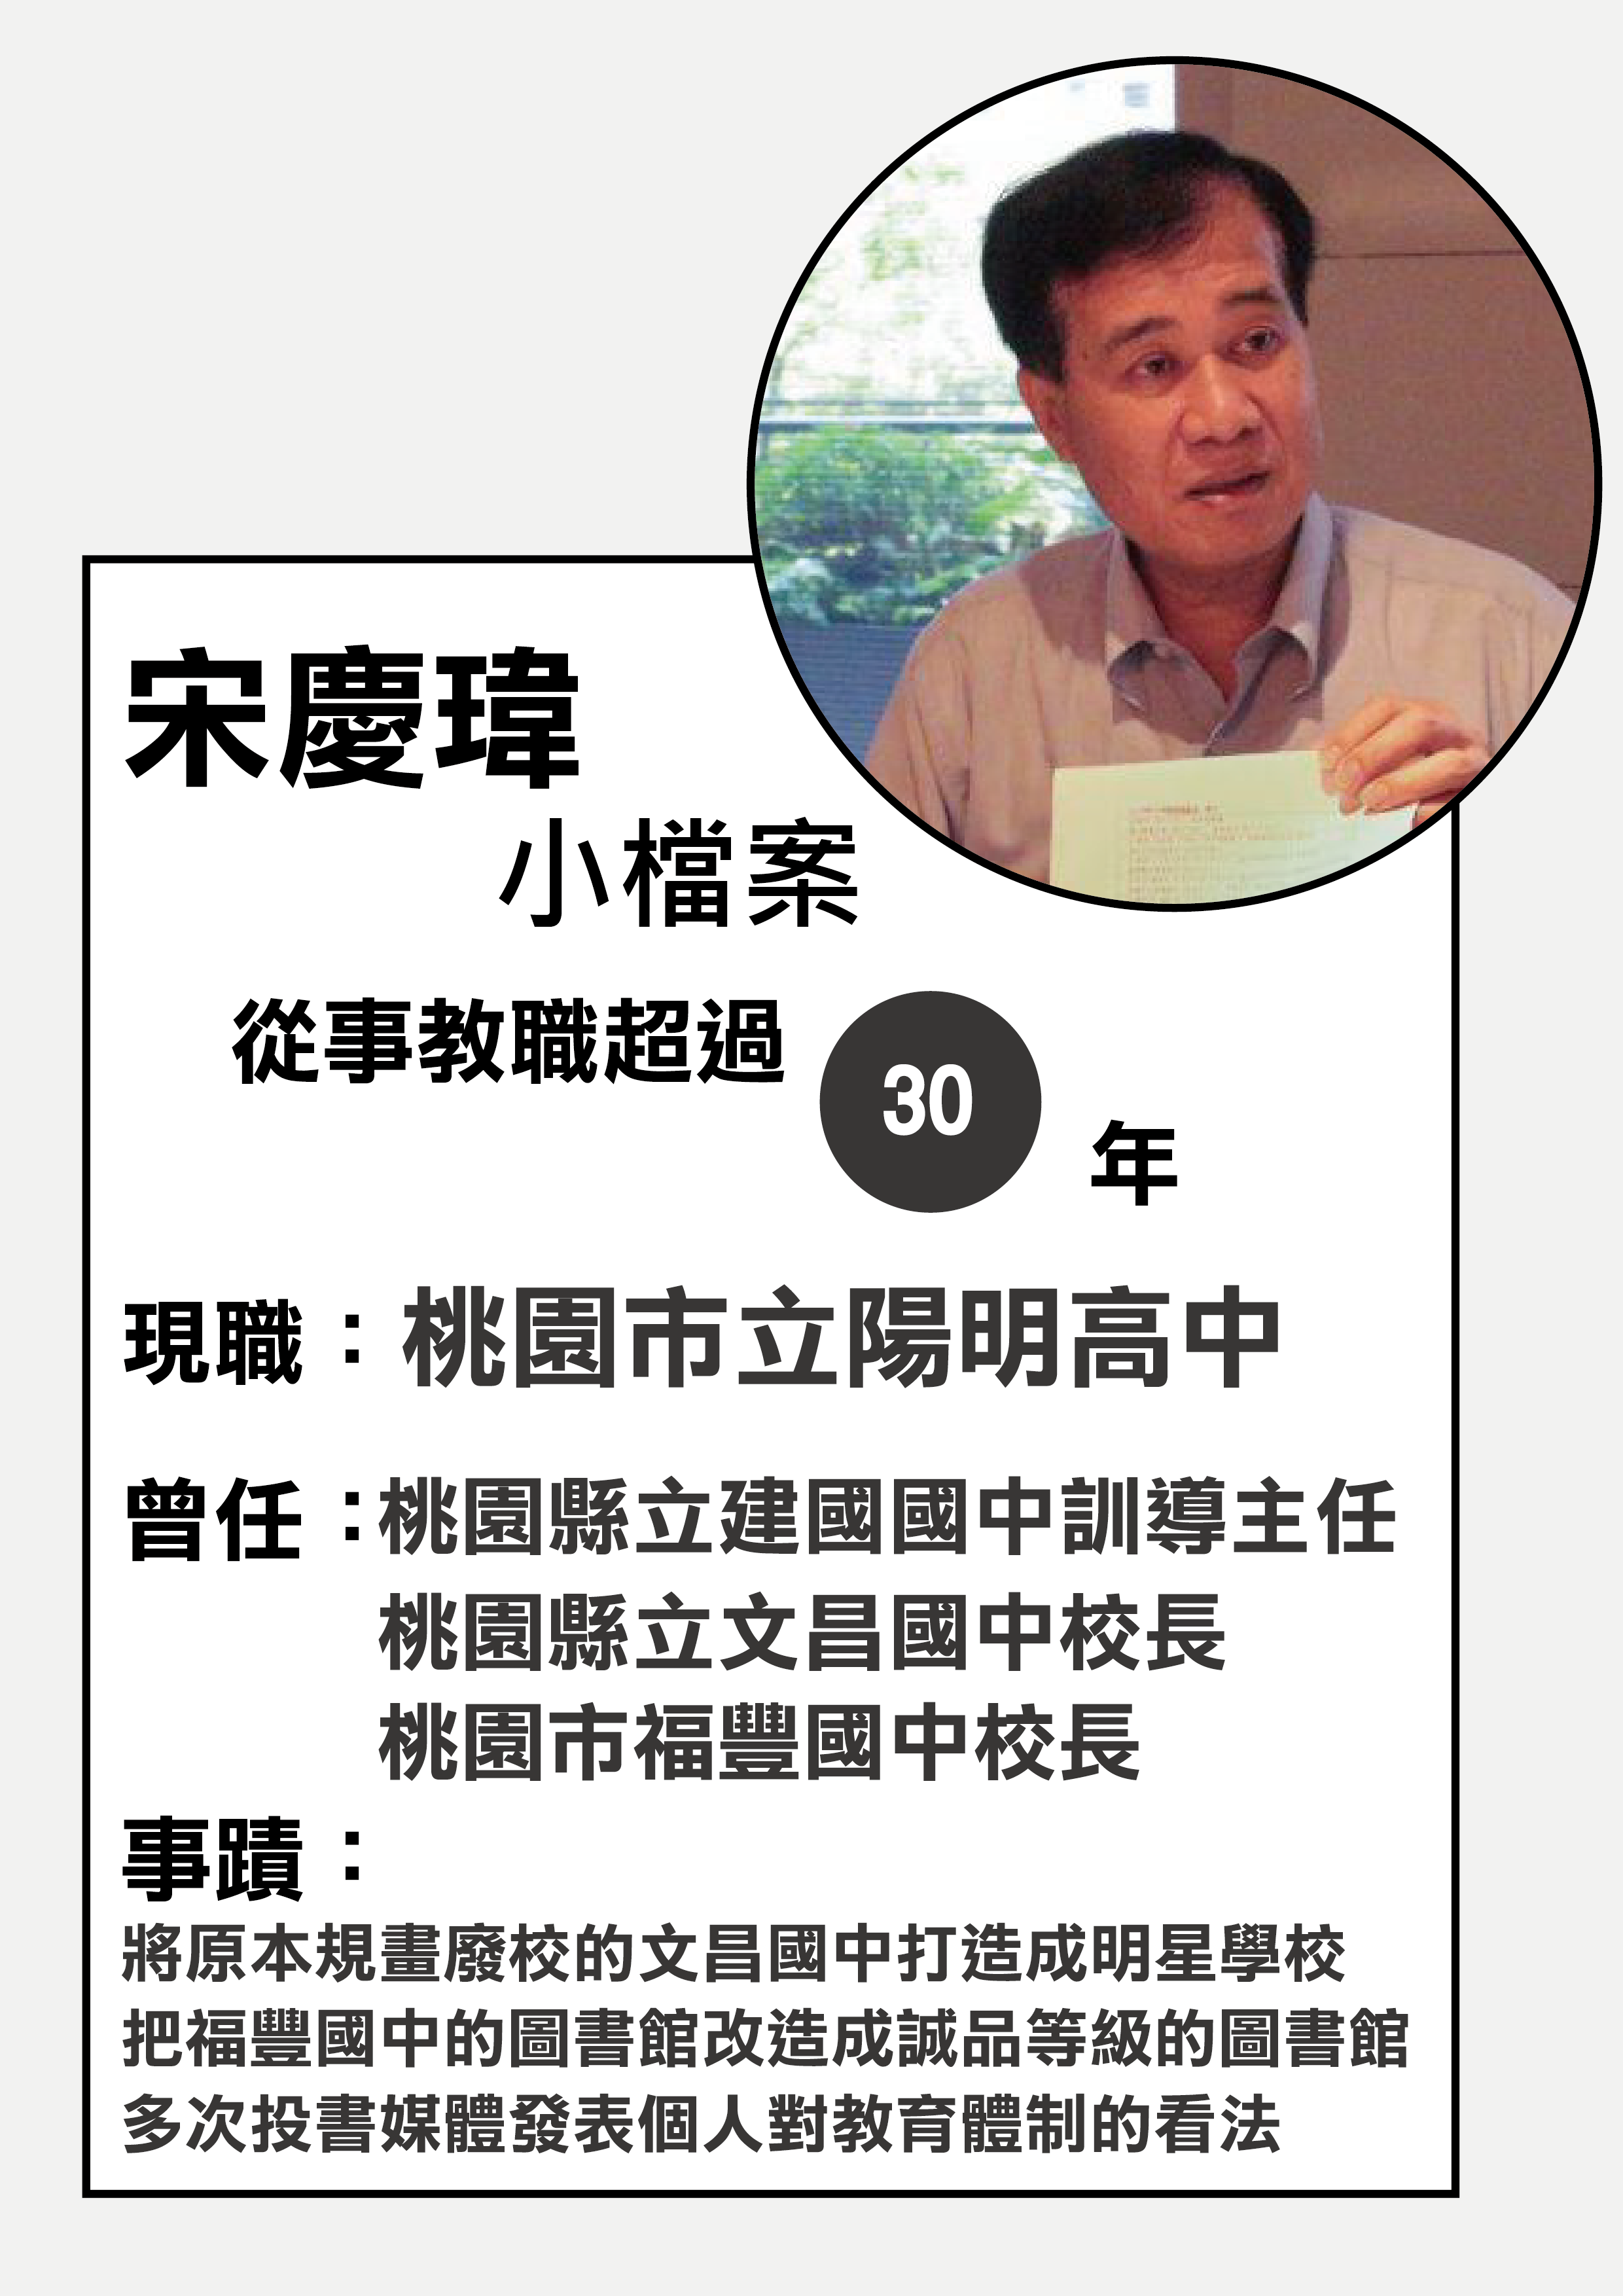 宋慶瑋
小檔案
從事教職超過
30
年
現職：桃園市立陽明高中
曾任：桃園縣立建國國中訓導主任
桃園縣立文昌國中校長
桃園市福豐國中校長
事蹟：
將原本規畫廢校的文昌國中打造成明星學校
把福豐國中的圖書館改造成誠品等級的圖書館
多次投書媒體發表個人對教育體制的看法